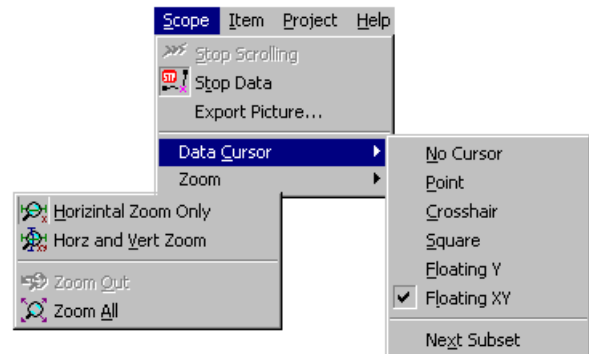 Scope Item Project Help
Stop Scrolling
STP Stop Data
Export Picture...
Data Cursor
Zoom
Horizintal Zoom Only
Horz and Vert Zoom
Zoom Out
Zoom All
No Cursor
Point
Crosshair
Square
Floating Y
Floating XY
Next Subset